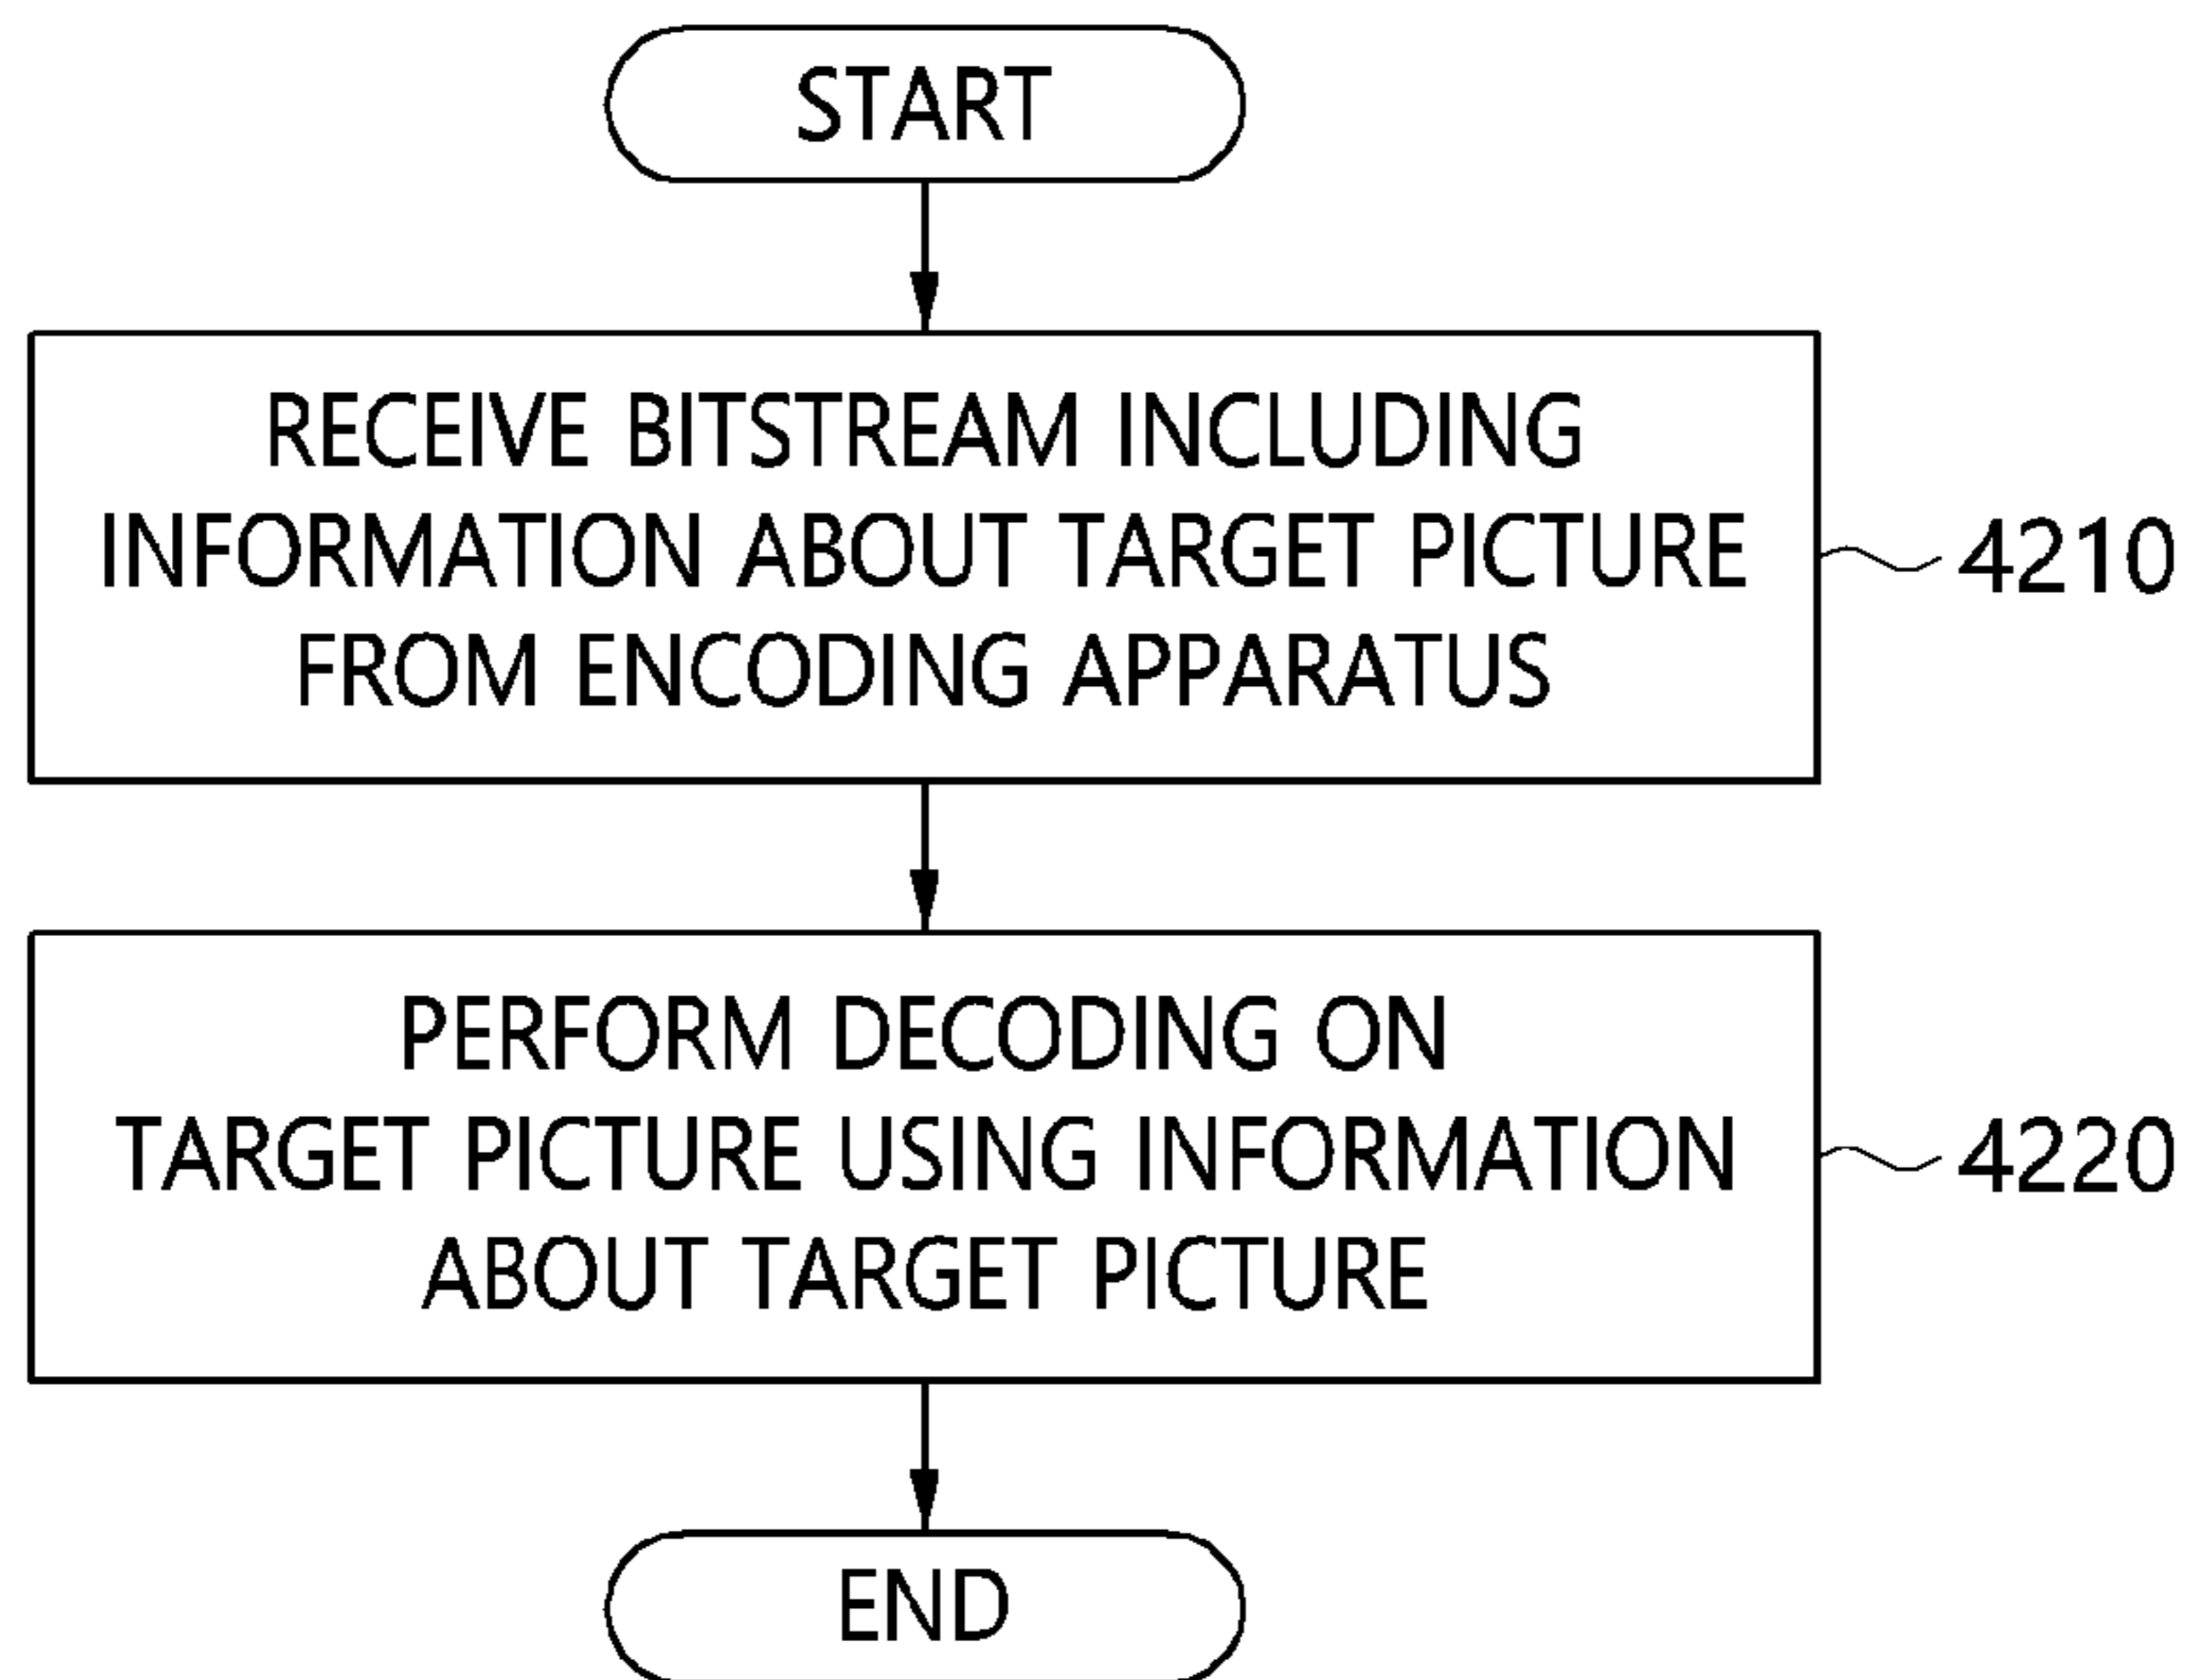 START
RECEIVE BITSTREAM INCLUDING
INFORMATION ABOUT TARGET PICTURE
FROM ENCODING APPARATUS
4210
PERFORM DECODING ON
TARGET PICTURE USING INFORMATION
ABOUT TARGET PICTURE
4220
END